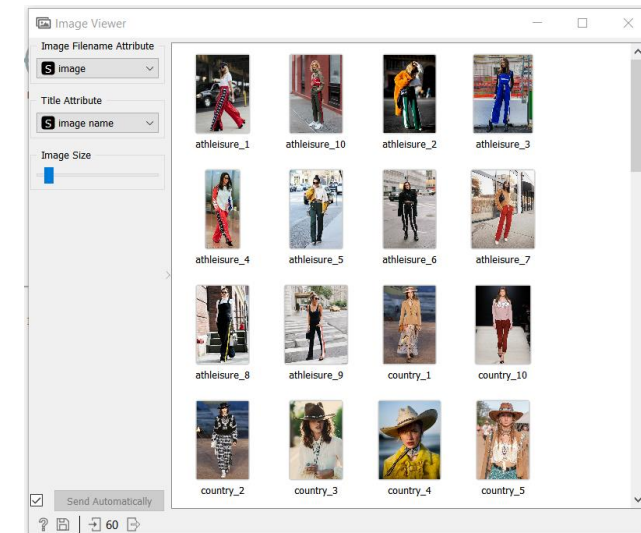 Image Viewer
Image Filename Attribute
S image
Title Attribute
S image name
Image Size
athleisure_1 athleisure_10 athleisure_2 athleisure_3
athleisure_4 athleisure_5 athleisure_6 athleisure_7
athleisure_8 athleisure_9 country_1 country_10
country_2 country_3 country_4 country_5
Send Automatically
? 60